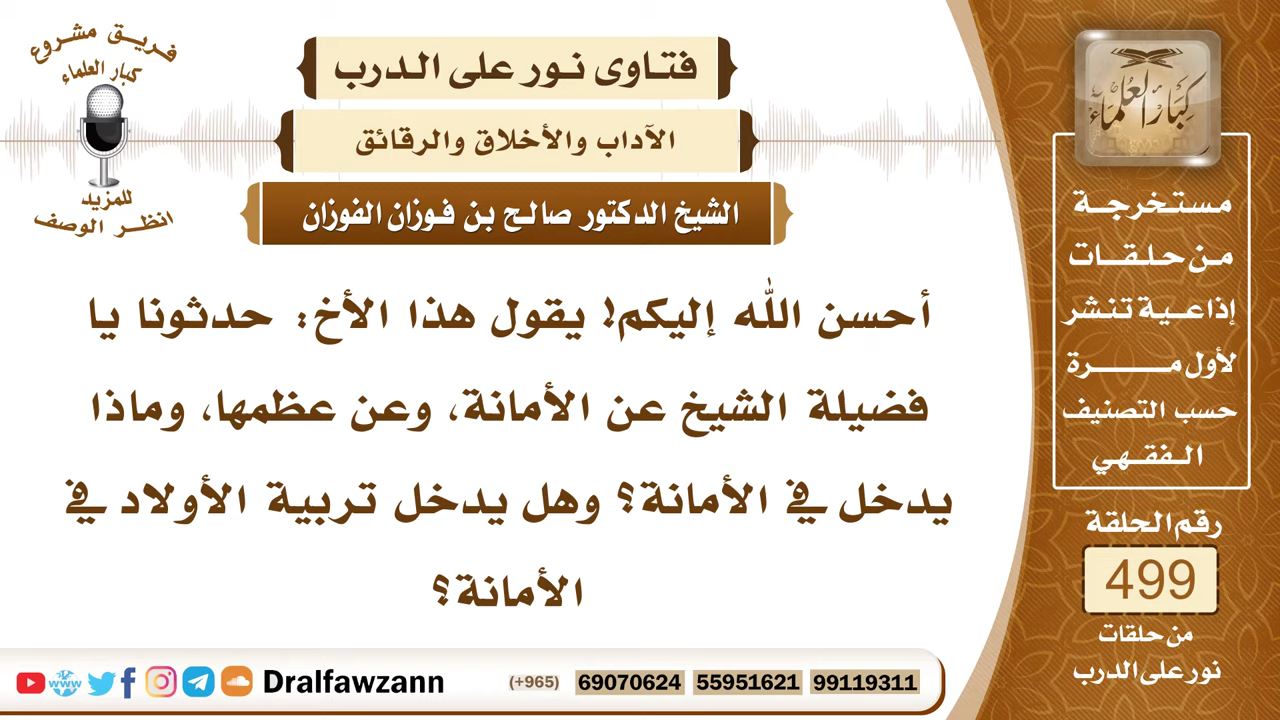 فريق مشروع
كبار العلماء
للمزيد
انظر الوصف
فتاوى نور على الدرب
الآداب والأخلاق والرقائق
الشيخ الدكتور صالح بن فوزان الفوزان
أحسن الله إليكم! يقول هذا الأخ: حدثونا يا
فضيلة الشيخ عن الأمانة، وعن عظمها، وماذا
يدخل في الأمانة؟ وهل يدخل تربية الأولاد في
الأمانة؟
كبار العلماء
مستخرجة
من حلقات
إذاعية تنشر
لأول مرة
حسب التصنيف
الفقهي
رقم الحلقة
499
من حلقات
نور على الدرب
www
Dralfawzann
(+965) 69070624 55951621 99119311